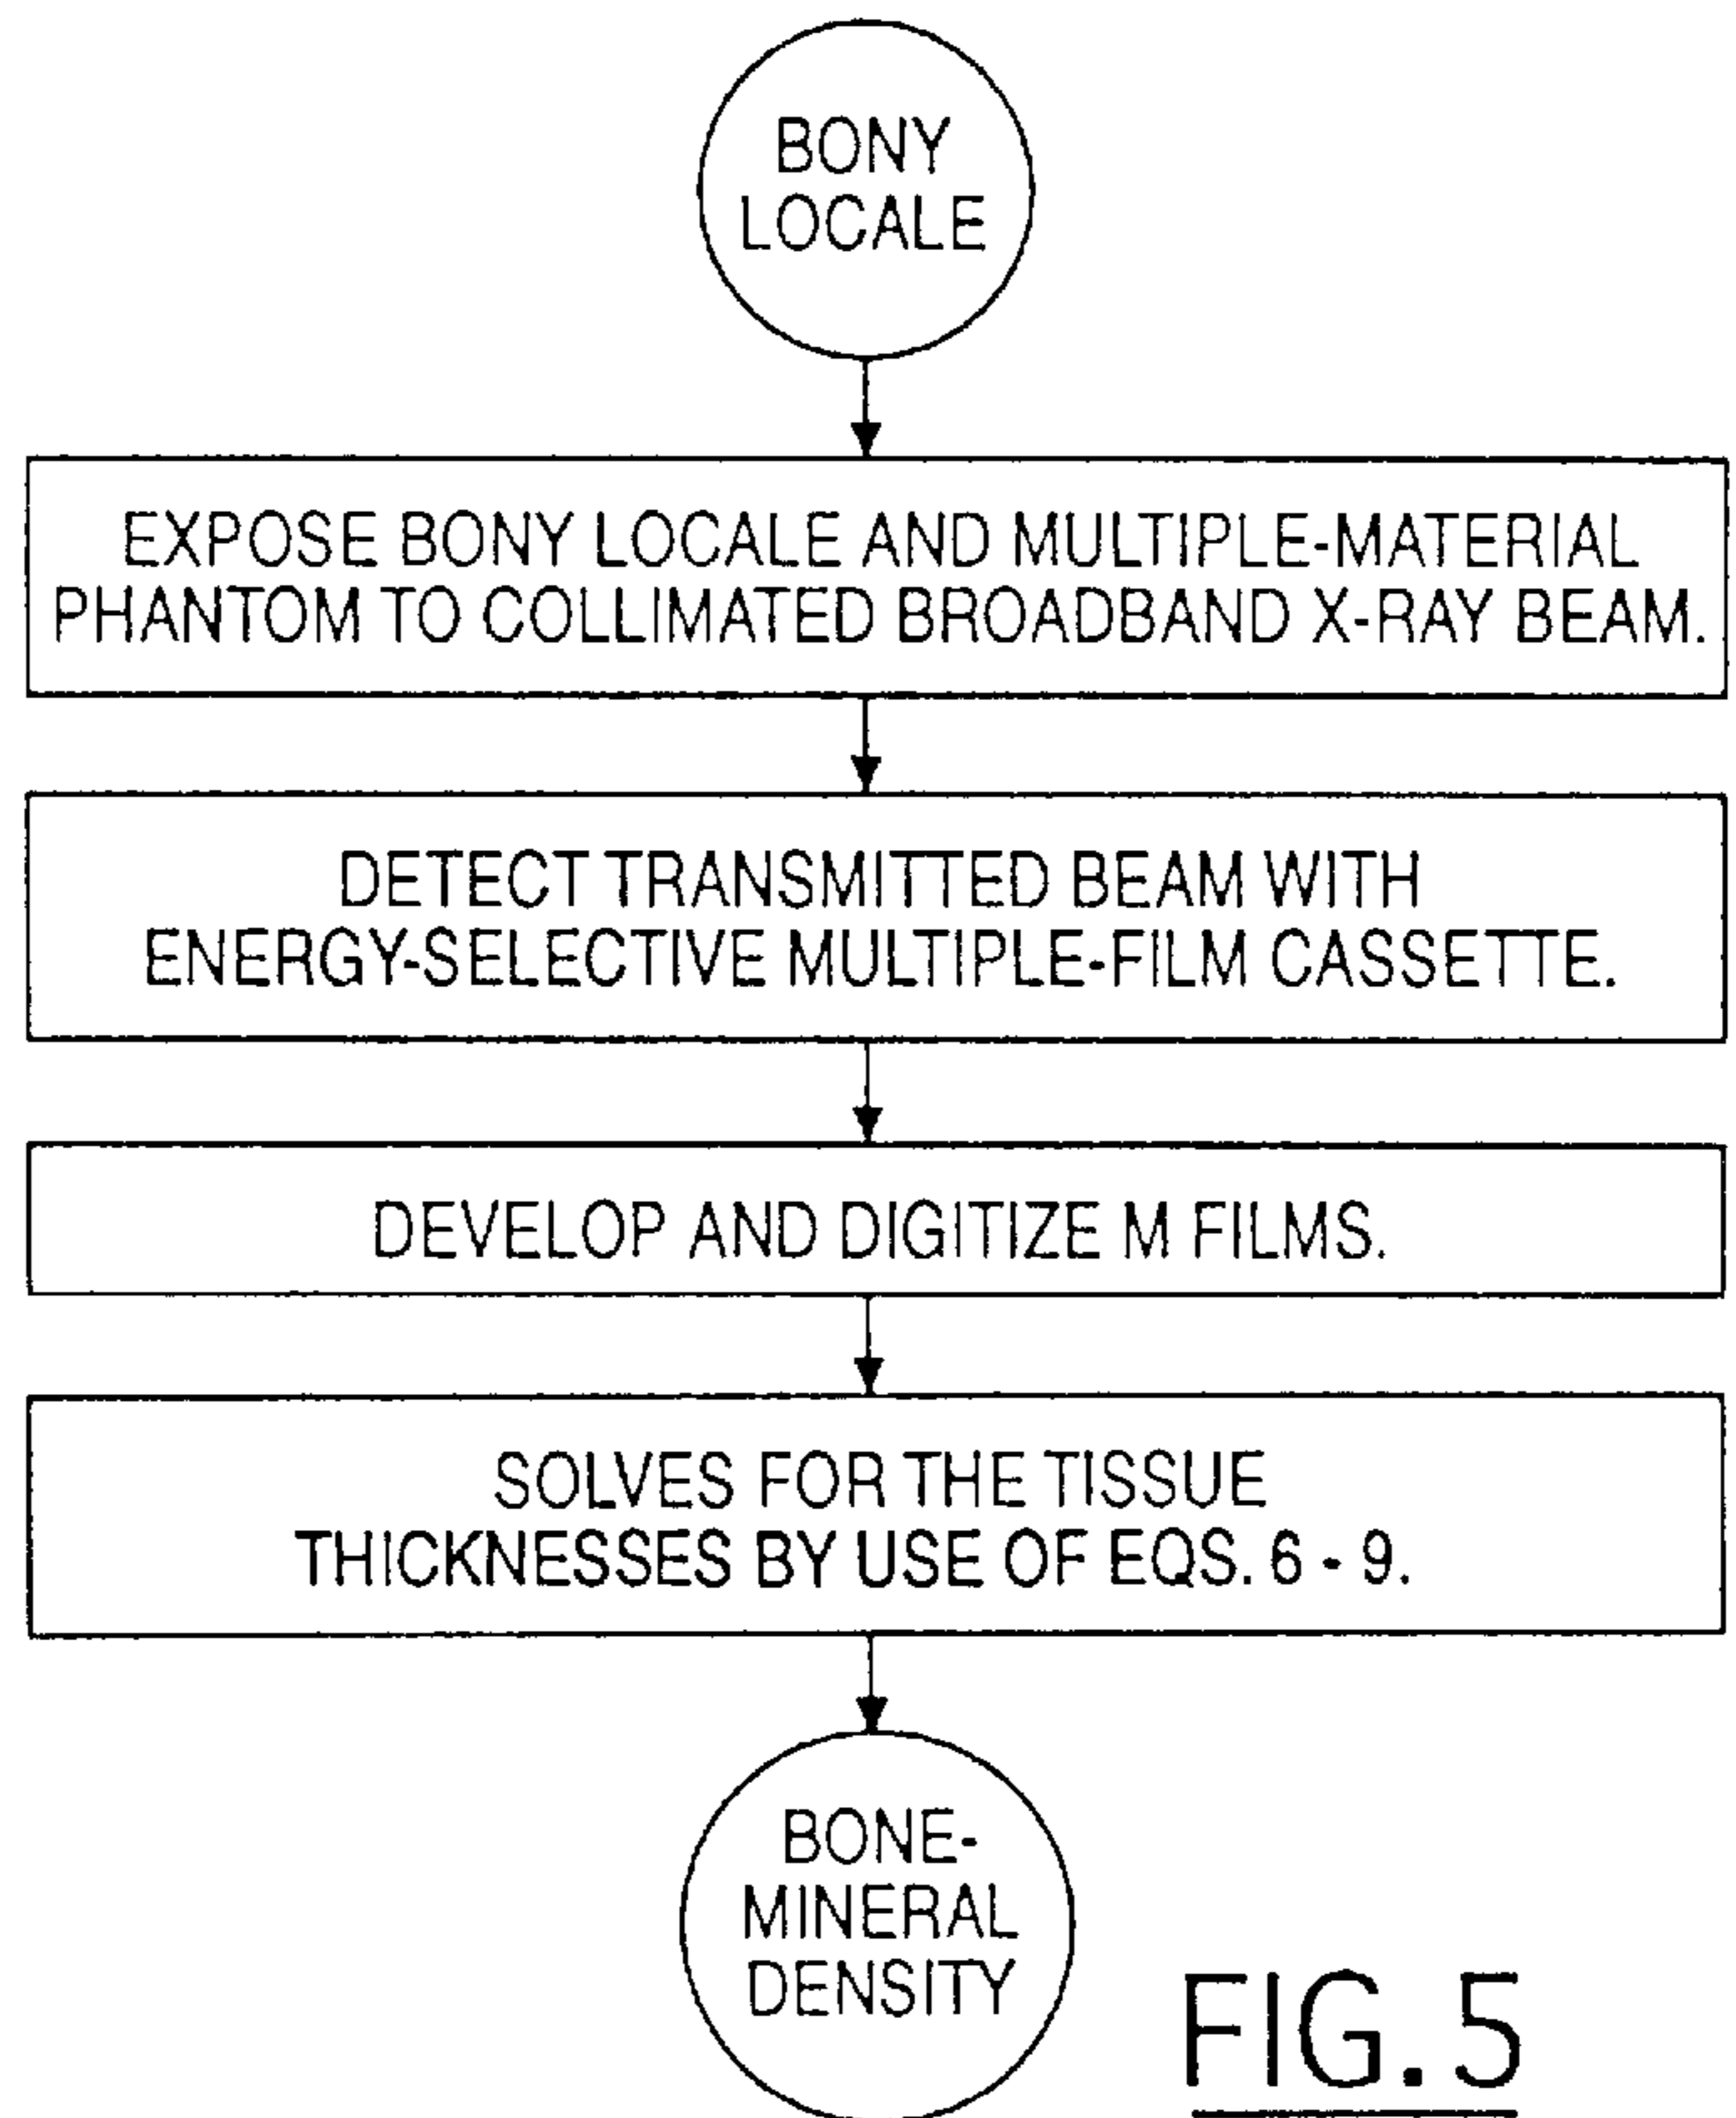 BONY
LOCALE
EXPOSE BONY LOCALE AND MULTIPLE-MATERIAL
PHANTOM TO COLLIMATED BROADBAND X-RAY BEAM.
DETECT TRANSMITTED BEAM WITH
ENERGY-SELECTIVE MULTIPLE-FILM CASSETTE.
DEVELOP AND DIGITIZE M FILMS.
SOLVES FOR THE TISSUE
THICKNESSES BY USE OF EQS. 6 - 9.
BONE-
MINERAL
DENSITY
FIG. 5